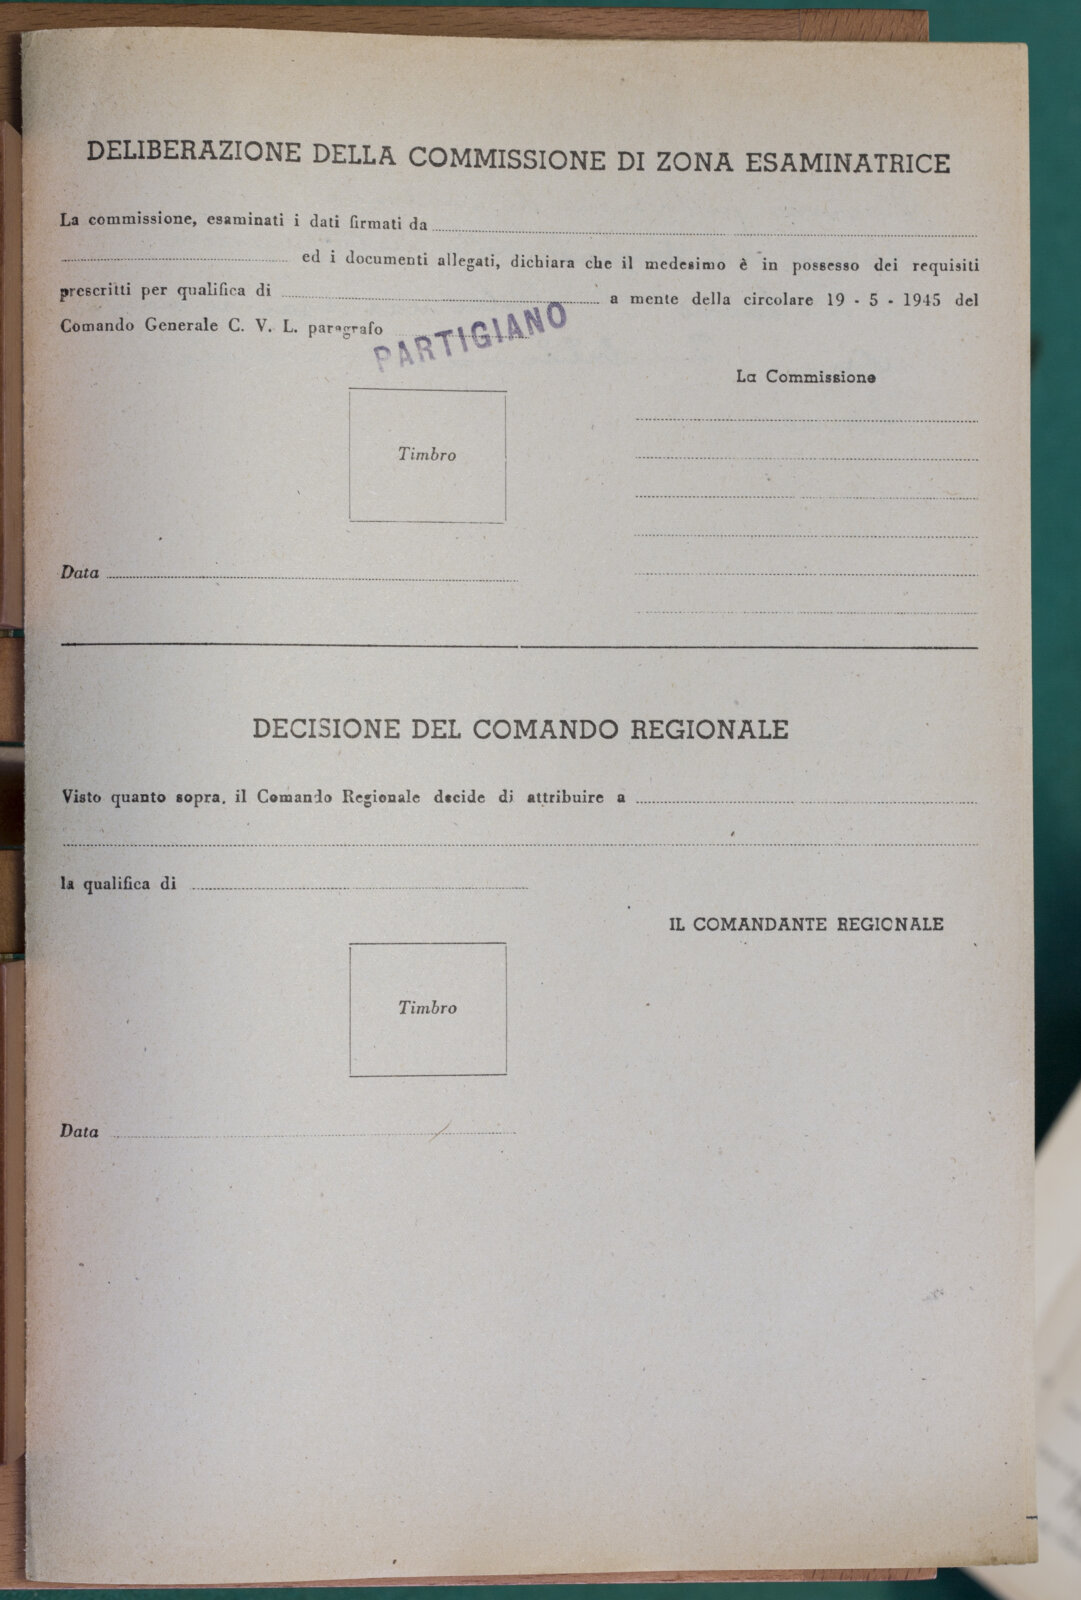 DELIBERAZIONE DELLA COMMISSIONE DI ZONA ESAMINATRICE
La commissione, esaminati i dati firmati da
ed i documenti allegati, dichiara che il medesimo è in possesso dei requisiti
prescritti per qualifica di a mente della circolare 19 - 5 - 1945 del
Comando Generale C. V. L. paragrafo
PARTIGIANO
La Commissione
Timbro
Data
DECISIONE DEL COMANDO REGIONALE
Visto quanto sopra, il Comando Regionale decide di attribuire a
la qualifica di
IL COMANDANTE REGIONALE
Timbro
Data